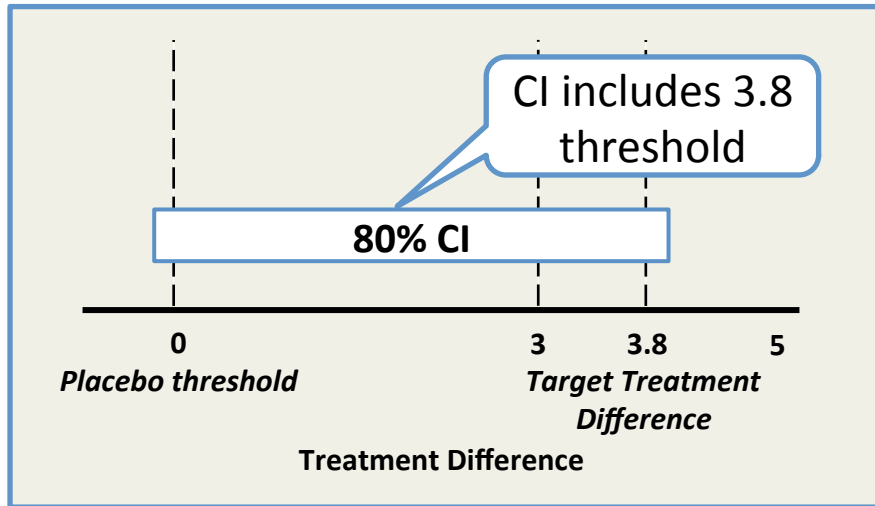 CI includes 3.8
threshold
80% CI
0 3 3.8 5
Placebo threshold Target Treatment
Difference
Treatment Difference